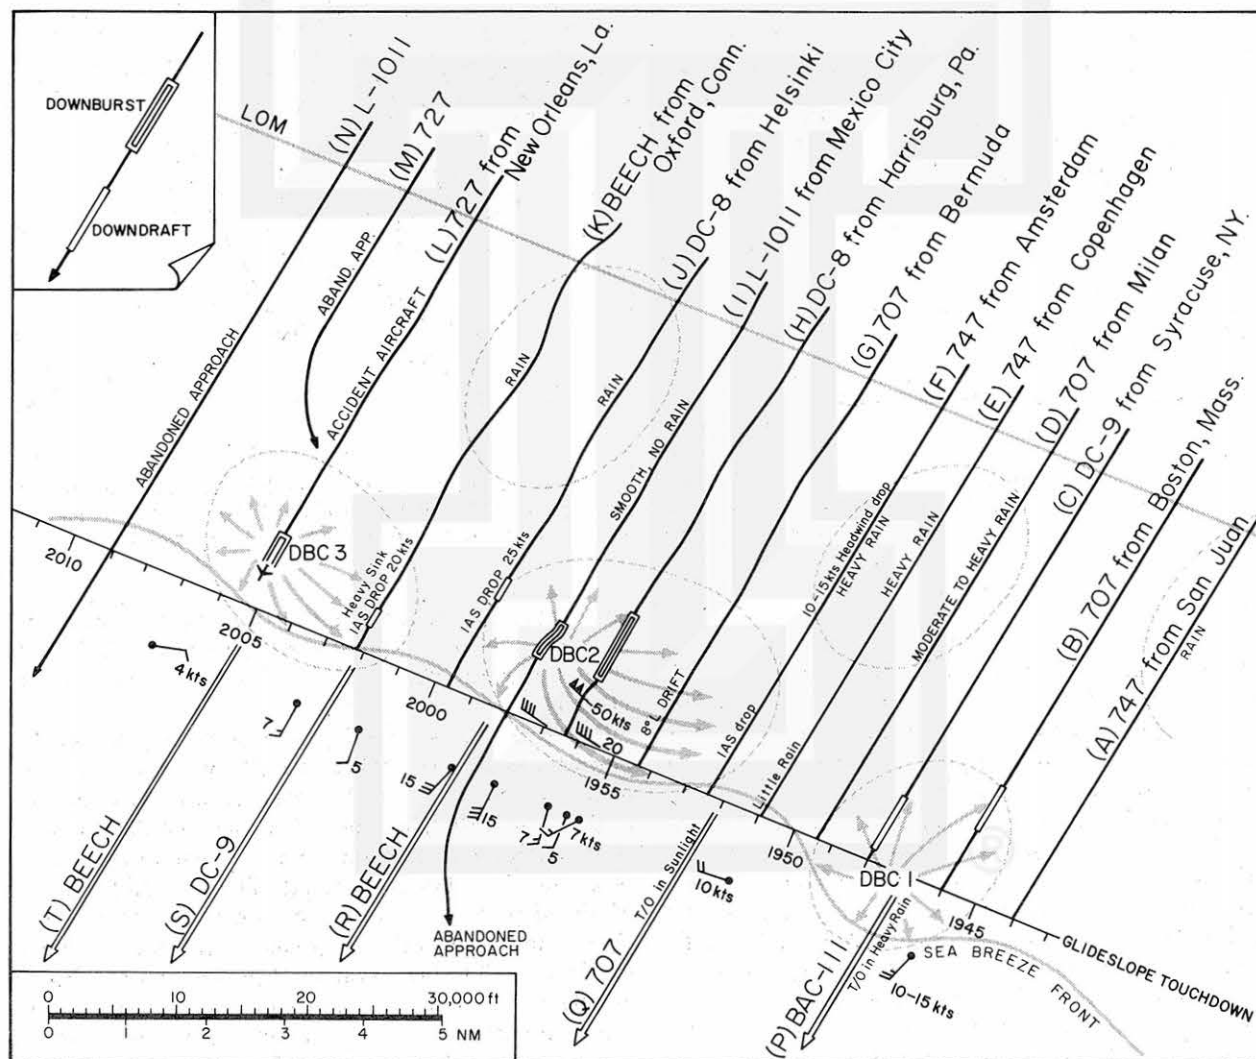 DOWNBURST
DOWNDRAFT
LOM
(N) L-1011
ABANDONED APPROACH
(M) 727
ABAND. APP.
(L) 727 from
New Orleans, La.
ACCIDENT AIRCRAFT
(K) BEECH from
Oxford, Conn.
RAIN
Heavy Sink
IAS DROP 20 kts
(J) DC-8 from Helsinki
RAIN
IAS DROP 25 kts
(I) L-1011 from Mexico City
SMOOTH, NO RAIN
(H) DC-8 from Harrisburg, Pa.
(G) 707 from Bermuda
8° L DRIFT
(F) 747 from Amsterdam
10-15 kts Headwind drop
HEAVY RAIN
IAS drop
(E) 747 from Copenhagen
HEAVY RAIN
Little Rain
(D) 707 from Milan
MODERATE TO HEAVY RAIN
(C) DC-9 from Syracuse, NY.
(B) 707 from Boston, Mass.
(A) 747 from San Juan
RAIN
DBC 3
DBC 2
DBC 1
50 kts
20
2010
2005
2000
1955
1950
1945
GLIDESLOPE TOUCHDOWN
4 kts
7
5
15
15
7
5
7 kts
10 kts
10-15 kts
SEA BREEZE FRONT
(T) BEECH
(S) DC-9
(R) BEECH
ABANDONED
APPROACH
(Q) 707
T/O in Sunlight
(P) BAC-111
T/O in Heavy Rain
0 10 20 30,000 ft
0 1 2 3 4 5 NM
®